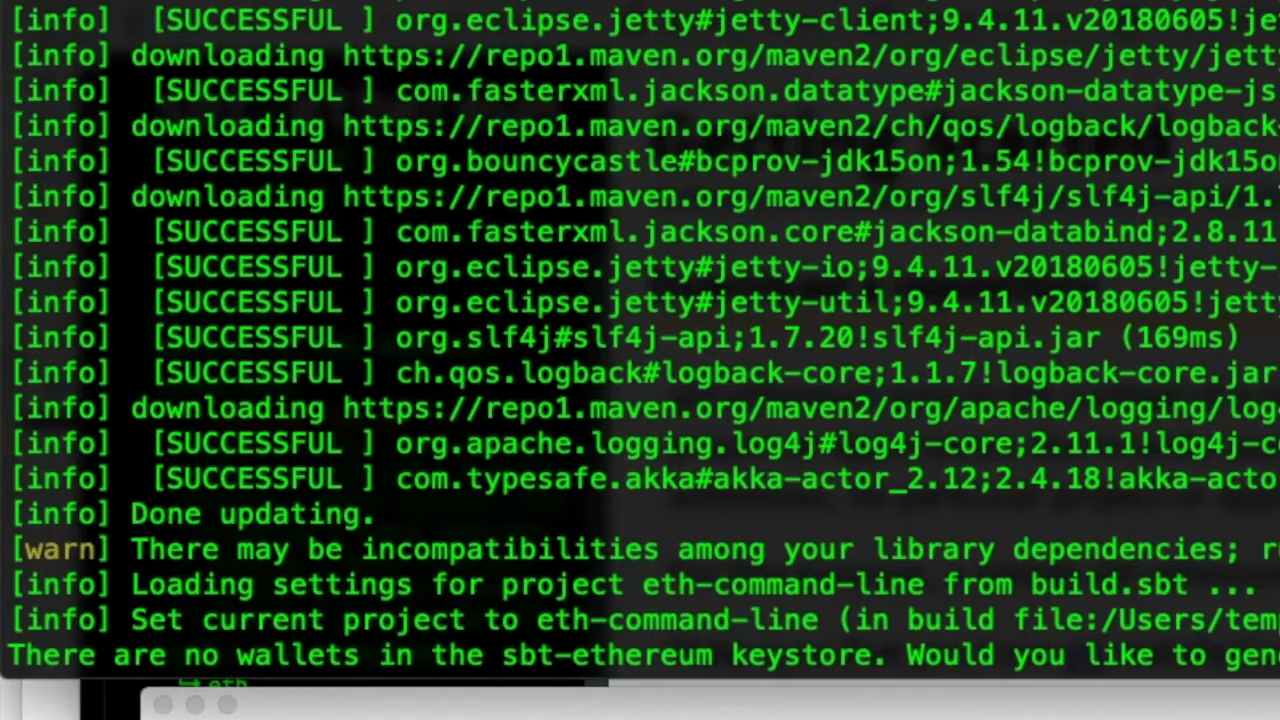 [info]   [SUCCESSFUL ] org.eclipse.jetty#jetty-client;9.4.11.v20180605!je
[info] downloading https://repo1.maven.org/maven2/org/eclipse/jetty/jett
[info]   [SUCCESSFUL ] com.fasterxml.jackson.datatype#jackson-datatype-js
[info] downloading https://repo1.maven.org/maven2/ch/qos/logback/logback
[info]   [SUCCESSFUL ] org.bouncycastle#bcprov-jdk15on;1.54!bcprov-jdk15o
[info] downloading https://repo1.maven.org/maven2/org/slf4j/slf4j-api/1.
[info]   [SUCCESSFUL ] com.fasterxml.jackson.core#jackson-databind;2.8.11
[info]   [SUCCESSFUL ] org.eclipse.jetty#jetty-io;9.4.11.v20180605!jetty-
[info]   [SUCCESSFUL ] org.eclipse.jetty#jetty-util;9.4.11.v20180605!jett
[info]   [SUCCESSFUL ] org.slf4j#slf4j-api;1.7.20!slf4j-api.jar (169ms)
[info]   [SUCCESSFUL ] ch.qos.logback#logback-core;1.1.7!logback-core.jar
[info] downloading https://repo1.maven.org/maven2/org/apache/logging/log
[info]   [SUCCESSFUL ] org.apache.logging.log4j#log4j-core;2.11.1!log4j-c
[info]   [SUCCESSFUL ] com.typesafe.akka#akka-actor_2.12;2.4.18!akka-acto
[info] Done updating.
[warn] There may be incompatibilities among your library dependencies; r
[info] Loading settings for project eth-command-line from build.sbt ...
[info] Set current project to eth-command-line (in build file:/Users/tem
There are no wallets in the sbt-ethereum keystore. Would you like to gen